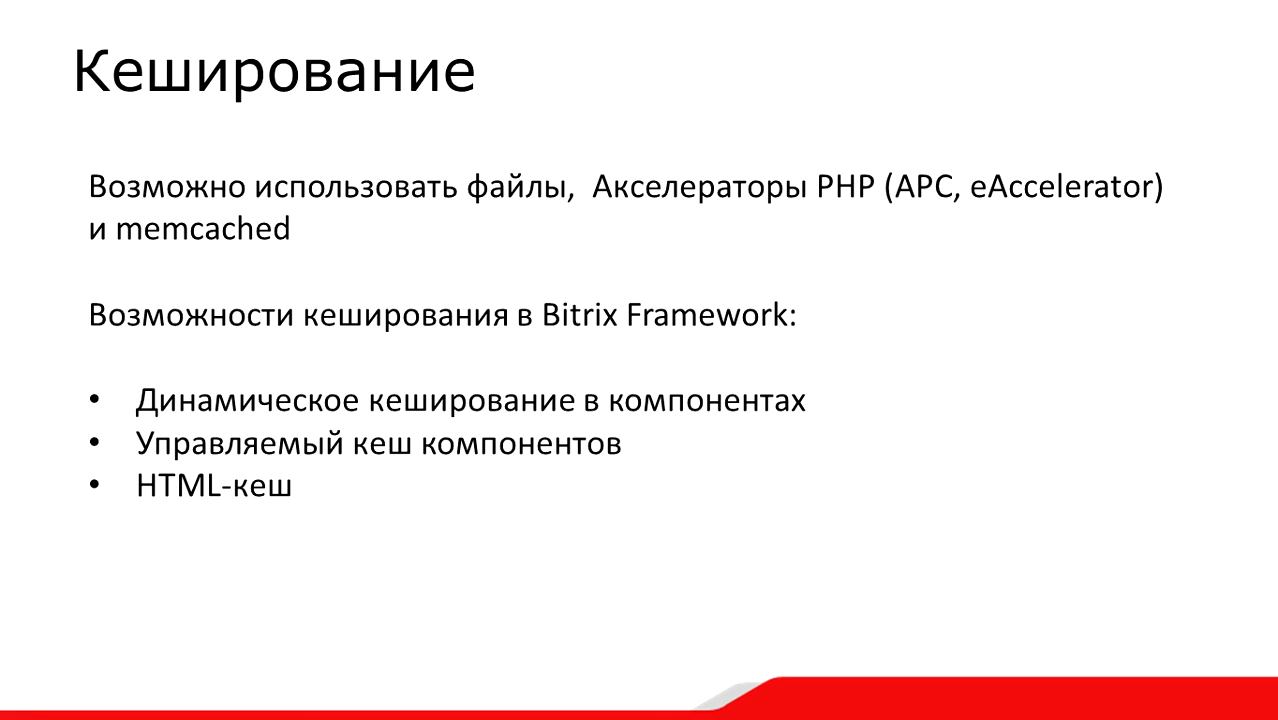 Кеширование
Возможно использовать файлы,  Акселераторы PHP (APC, eAccelerator)
и memcached
Возможности кеширования в Bitrix Framework:
• Динамическое кеширование в компонентах
• Управляемый кеш компонентов
• HTML-кеш